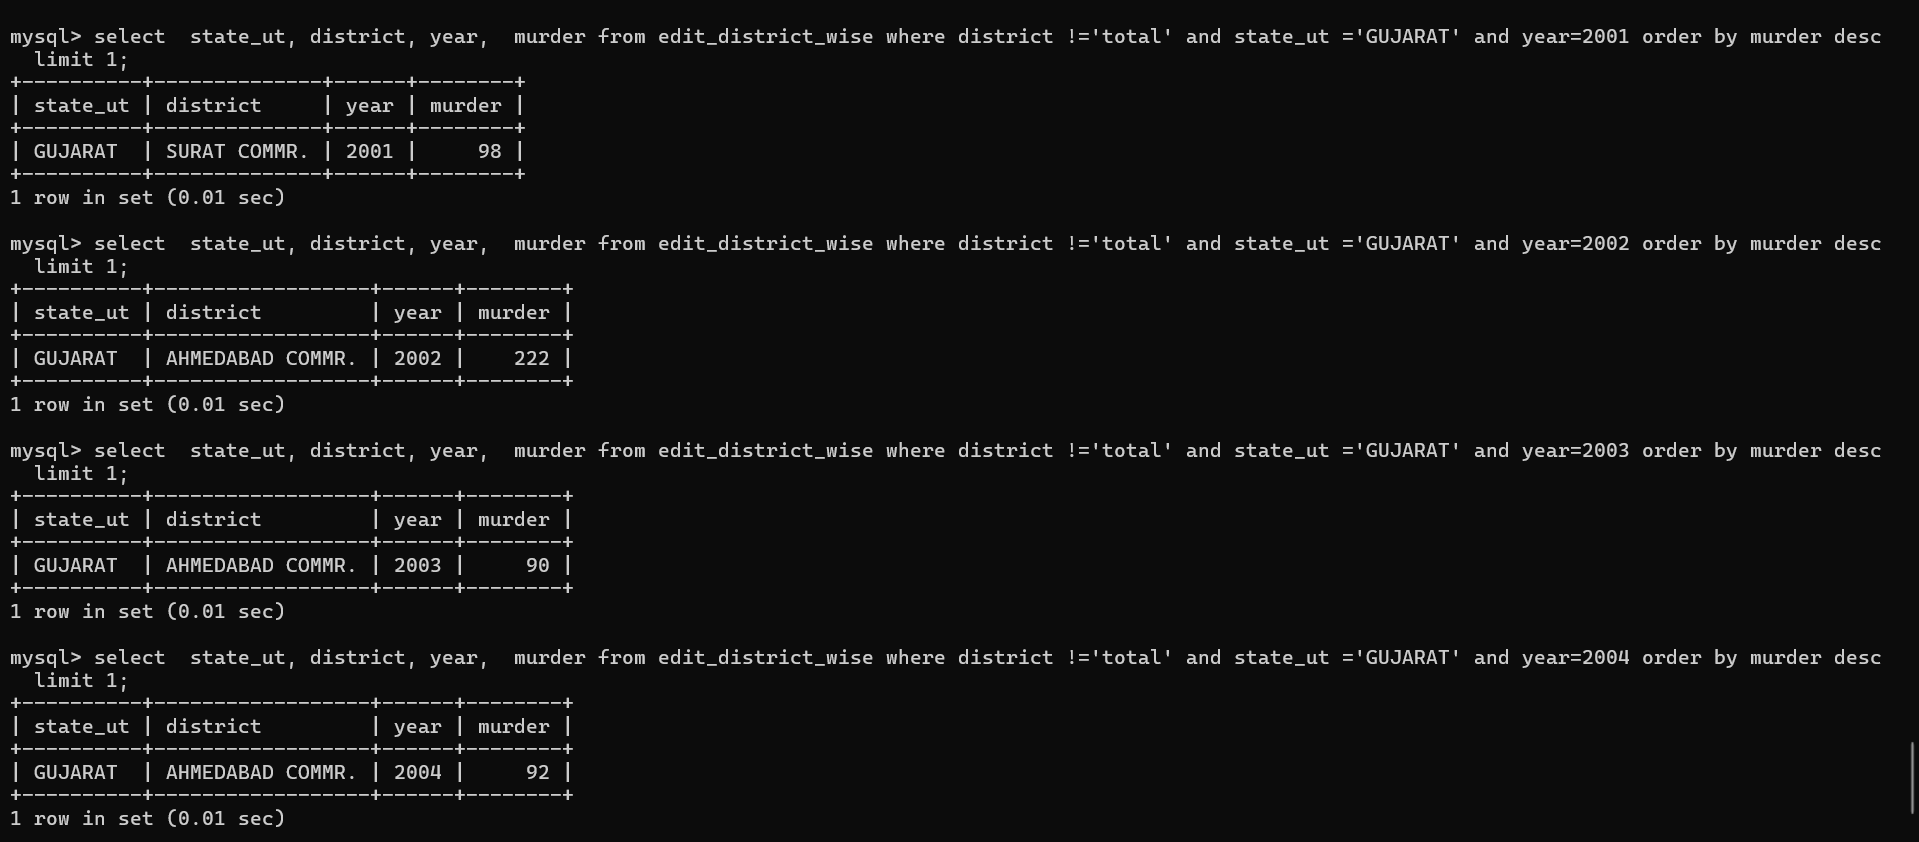 mysql> select  state_ut, district, year,  murder from edit_district_wise where district !='total' and state_ut ='GUJARAT' and year=2001 order by murder desc
  limit 1;
+----------+--------------+------+--------+
| state_ut | district     | year | murder |
+----------+--------------+------+--------+
| GUJARAT  | SURAT COMMR. | 2001 |     98 |
+----------+--------------+------+--------+
1 row in set (0.01 sec)

mysql> select  state_ut, district, year,  murder from edit_district_wise where district !='total' and state_ut ='GUJARAT' and year=2002 order by murder desc
  limit 1;
+----------+------------------+------+--------+
| state_ut | district         | year | murder |
+----------+------------------+------+--------+
| GUJARAT  | AHMEDABAD COMMR. | 2002 |    222 |
+----------+------------------+------+--------+
1 row in set (0.01 sec)

mysql> select  state_ut, district, year,  murder from edit_district_wise where district !='total' and state_ut ='GUJARAT' and year=2003 order by murder desc
  limit 1;
+----------+------------------+------+--------+
| state_ut | district         | year | murder |
+----------+------------------+------+--------+
| GUJARAT  | AHMEDABAD COMMR. | 2003 |     90 |
+----------+------------------+------+--------+
1 row in set (0.01 sec)

mysql> select  state_ut, district, year,  murder from edit_district_wise where district !='total' and state_ut ='GUJARAT' and year=2004 order by murder desc
  limit 1;
+----------+------------------+------+--------+
| state_ut | district         | year | murder |
+----------+------------------+------+--------+
| GUJARAT  | AHMEDABAD COMMR. | 2004 |     92 |
+----------+------------------+------+--------+
1 row in set (0.01 sec)